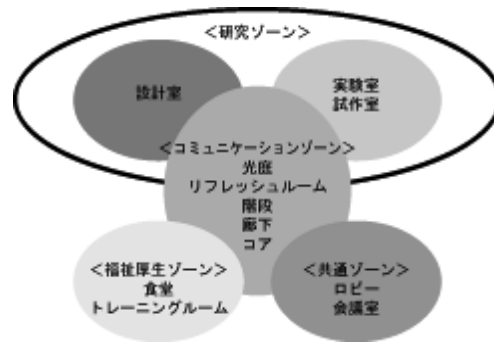 ＜研究ゾーン＞
設計室
実験室
試作室
＜コミュニケーションゾーン＞
光庭
リフレッシュルーム
階段
廊下
コア
＜福祉厚生ゾーン＞
食堂
トレーニングルーム
＜共通ゾーン＞
ロビー
会議室